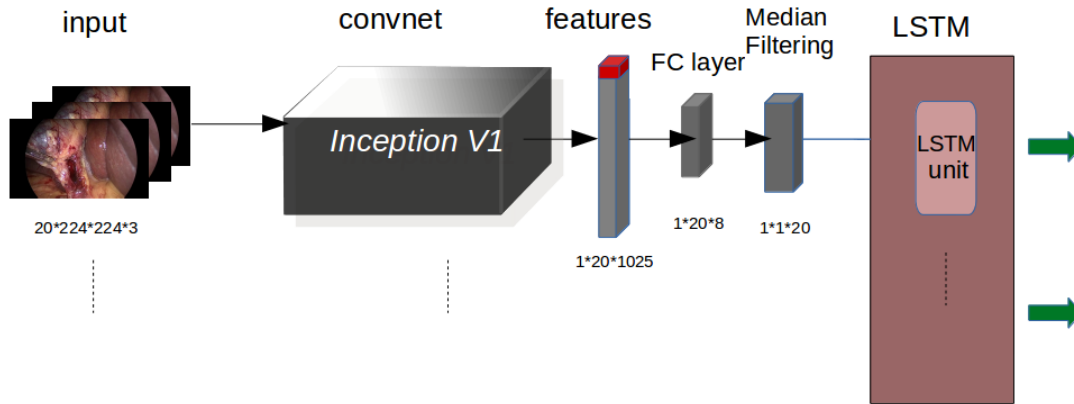 input
convnet
features
Median
Filtering
LSTM
FC layer
Inception V1
LSTM
unit
20*224*224*3
1*20*1025
1*20*8
1*1*20